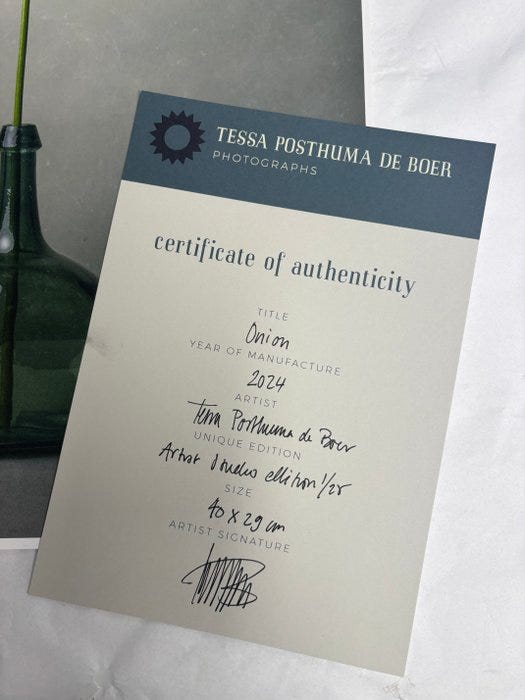 TESSA POSTHUMA DE BOER
PHOTOGRAPHS
certificate of authenticity
TITLE
Onion
YEAR OF MANUFACTURE
2024
ARTIST
Tessa Posthuma de Boer
UNIQUE EDITION
Artist Studio edition 1/25
SIZE
40 x 29 cm
ARTIST SIGNATURE